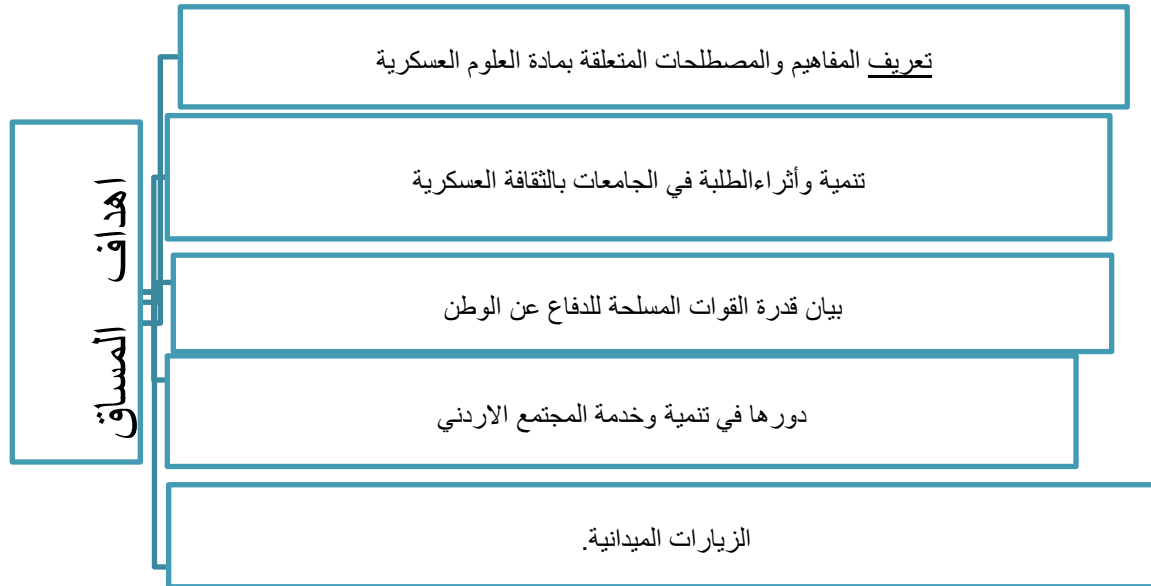 اهداف المساق
تعريف المفاهيم والمصطلحات المتعلقة بمادة العلوم العسكرية
تنمية وأثراءالطلبة في الجامعات بالثقافة العسكرية
بيان قدرة القوات المسلحة للدفاع عن الوطن
دورها في تنمية وخدمة المجتمع الاردني
الزيارات الميدانية.